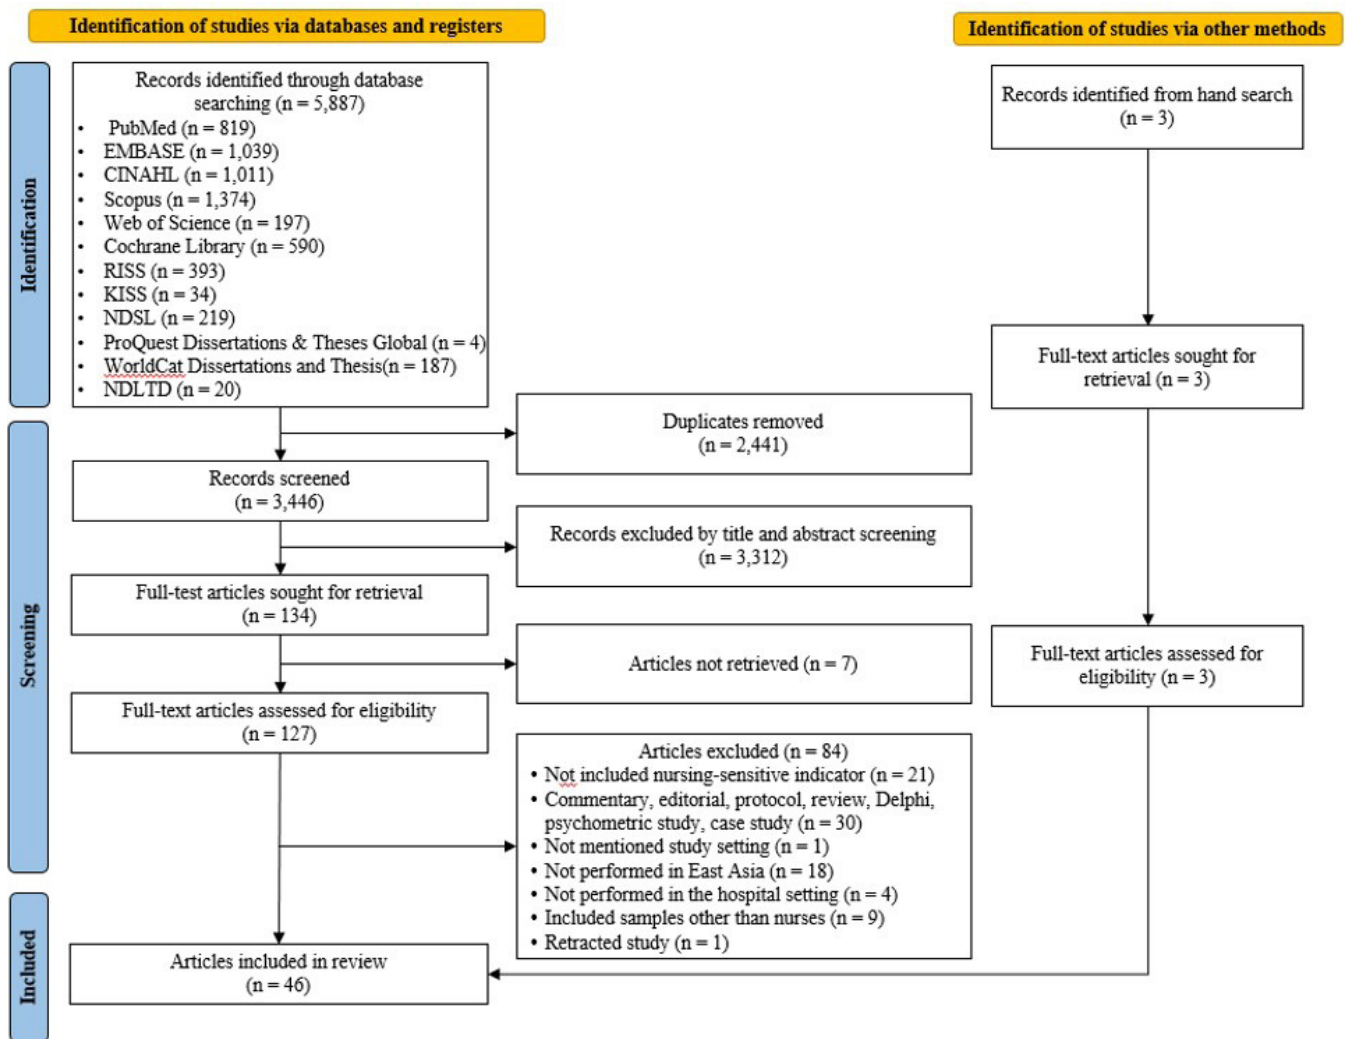 Identification of studies via databases and registers
Identification of studies via other methods
Identification
Records identified through database
searching (n = 5,887)
• PubMed (n = 819)
• EMBASE (n = 1,039)
• CINAHL (n = 1,011)
• Scopus (n = 1,374)
• Web of Science (n = 197)
• Cochrane Library (n = 590)
• RISS (n = 393)
• KISS (n = 34)
• NDSL (n = 219)
• ProQuest Dissertations & Theses Global (n = 4)
• WorldCat Dissertations and Thesis(n = 187)
• NDLTD (n = 20)
Records identified from hand search
(n = 3)
Full-text articles sought for
retrieval (n = 3)
Screening
Duplicates removed
(n = 2,441)
Records screened
(n = 3,446)
Records excluded by title and abstract screening
(n = 3,312)
Full-test articles sought for retrieval
(n = 134)
Articles not retrieved (n = 7)
Full-text articles assessed for
eligibility (n = 3)
Full-text articles assessed for eligibility
(n = 127)
Articles excluded (n = 84)
• Not included nursing-sensitive indicator (n = 21)
• Commentary, editorial, protocol, review, Delphi,
psychometric study, case study (n = 30)
• Not mentioned study setting (n = 1)
• Not performed in East Asia (n = 18)
• Not performed in the hospital setting (n = 4)
• Included samples other than nurses (n = 9)
• Retracted study (n = 1)
Included
Articles included in review
(n = 46)